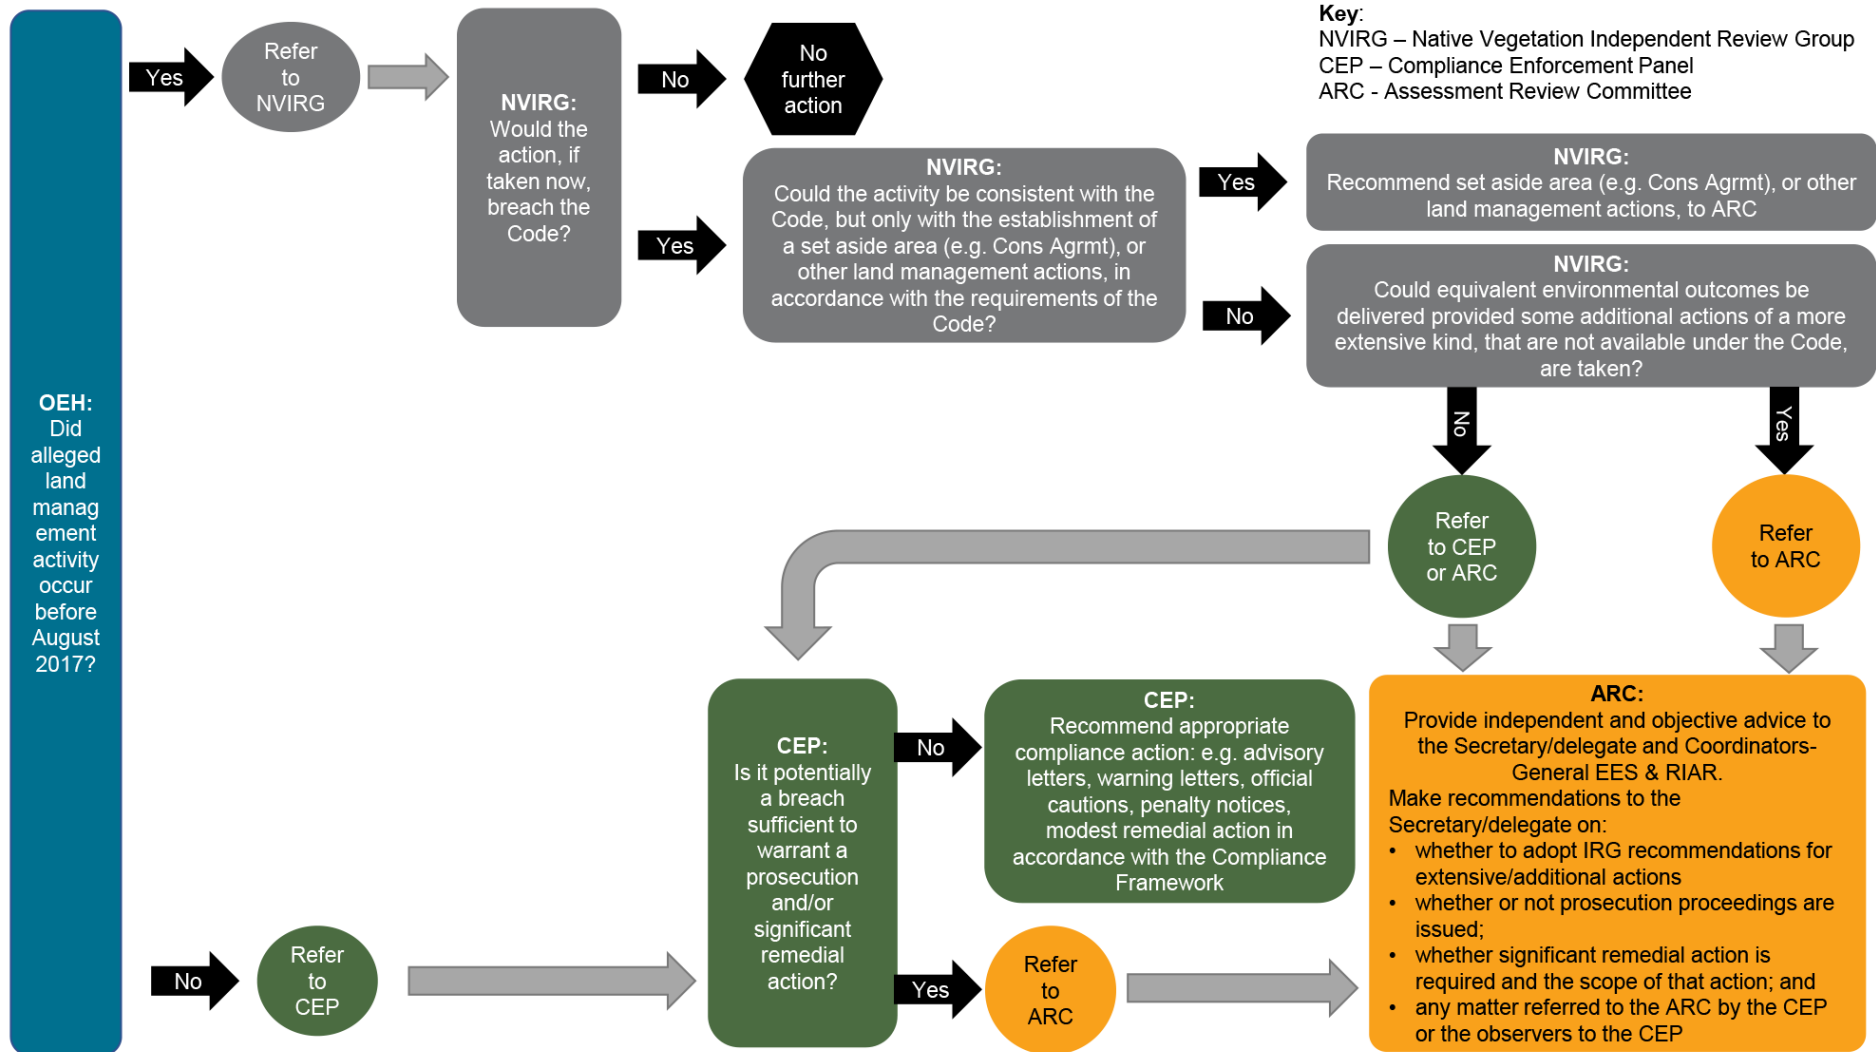 Key:
NVIRG – Native Vegetation Independent Review Group
CEP – Compliance Enforcement Panel
ARC - Assessment Review Committee
OEH:
Did
alleged
land
manag
ement
activity
occur
before
August
2017?
Yes
Refer
to
NVIRG
NVIRG:
Would the
action, if
taken now,
breach the
Code?
No
No
further
action
Yes
NVIRG:
Could the activity be consistent with the
Code, but only with the establishment of
a set aside area (e.g. Cons Agrmt), or
other land management actions, in
accordance with the requirements of the
Code?
Yes
NVIRG:
Recommend set aside area (e.g. Cons Agrmt), or other
land management actions, to ARC
No
NVIRG:
Could equivalent environmental outcomes be
delivered provided some additional actions of a more
extensive kind, that are not available under the Code,
are taken?
No
Yes
Refer
to CEP
or ARC
Refer
to ARC
No
Refer
to
CEP
CEP:
Is it potentially
a breach
sufficient to
warrant a
prosecution
and/or
significant
remedial
action?
No
CEP:
Recommend appropriate
compliance action: e.g. advisory
letters, warning letters, official
cautions, penalty notices,
modest remedial action in
accordance with the Compliance
Framework
Yes
Refer
to
ARC
ARC:
Provide independent and objective advice to
the Secretary/delegate and Coordinators-
General EES & RIAR.
Make recommendations to the
Secretary/delegate on:
• whether to adopt IRG recommendations for
extensive/additional actions
• whether or not prosecution proceedings are
issued;
• whether significant remedial action is
required and the scope of that action; and
• any matter referred to the ARC by the CEP
or the observers to the CEP